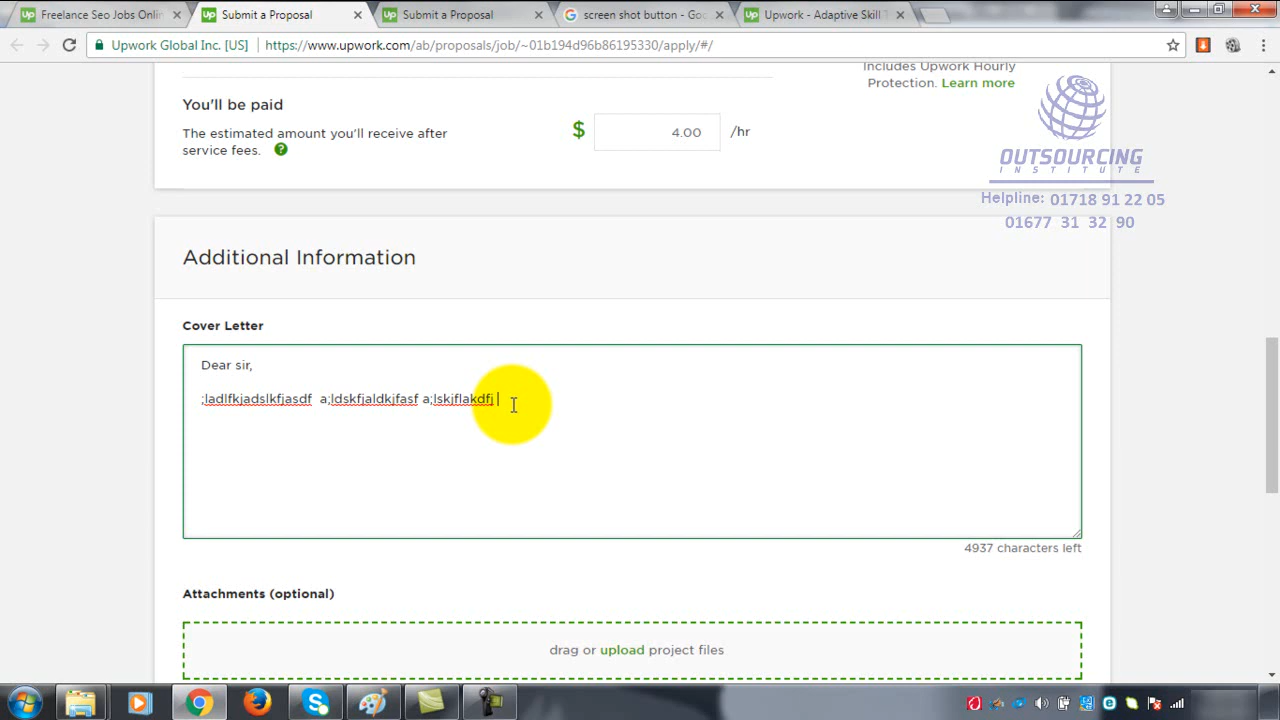 Freelance Seo Jobs Onlin
Submit a Proposal
Submit a Proposal
screen shot button - Goo
Upwork - Adaptive Skill T
Upwork Global Inc. [US]
https://www.upwork.com/ab/proposals/job/~01b194d96b86195330/apply/#/
Includes Upwork Hourly
Protection. Learn more
You'll be paid
The estimated amount you'll receive after
service fees. ?
$ 4.00 /hr
OUTSOURCING
INSTITUTE
Helpline: 01718 91 22 05
01677 31 32 90
Additional Information
Cover Letter
Dear sir,
;ladlfkjadslkfjasdf a;ldskfjaldkjfasf a;lskjflakdfj
4937 characters left
Attachments (optional)
drag or upload project files